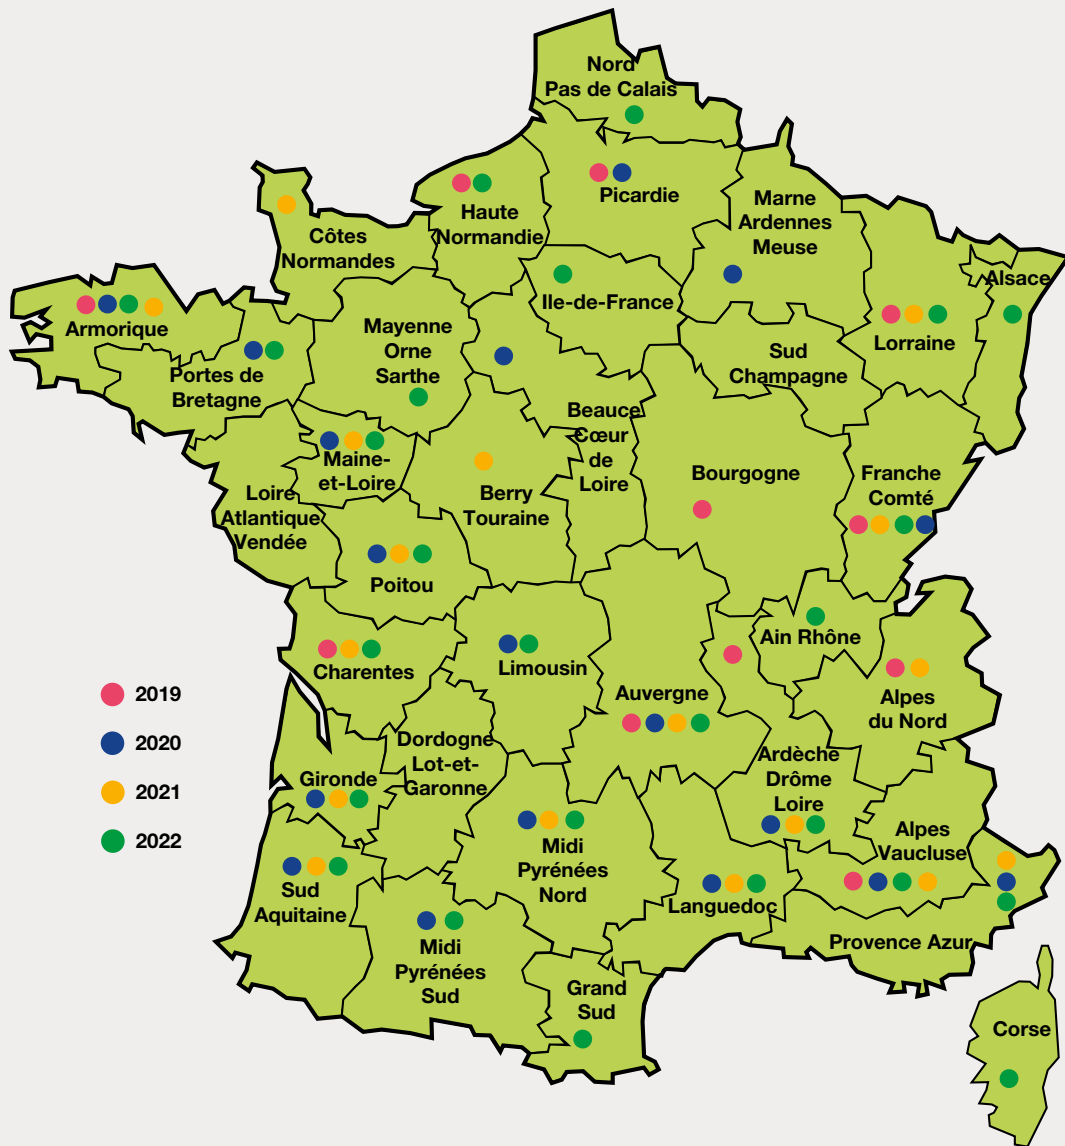 Nord
Pas de Calais
Picardie
Haute
Normandie
Marne
Ardennes
Meuse
Côtes
Normandes
Ile-de-France
Alsace
Lorraine
Armorique
Portes de
Bretagne
Mayenne
Orne
Sarthe
Sud
Champagne
Beauce
Cœur
de
Loire
Maine-
et-Loire
Loire
Atlantique
Vendée
Berry
Touraine
Bourgogne
Franche
Comté
Poitou
Charentes
Limousin
Auvergne
Ain Rhône
Alpes
du Nord
2019
2020
2021
2022
Dordogne
Lot-et-
Garonne
Gironde
Ardèche
Drôme
Loire
Midi
Pyrénées
Nord
Alpes
Vaucluse
Sud
Aquitaine
Languedoc
Midi
Pyrénées
Sud
Provence Azur
Grand
Sud
Corse